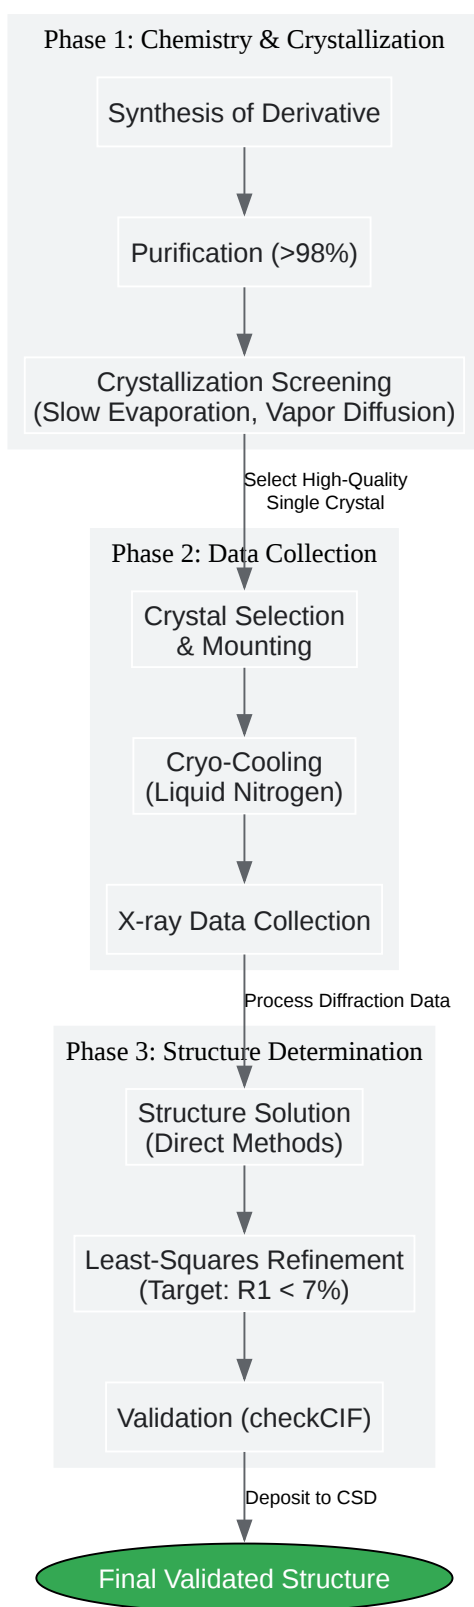 Phase 1: Chemistry & Crystallization
Synthesis of Derivative
Purification (>98%)
Crystallization Screening
(Slow Evaporation, Vapor Diffusion)
Select High-Quality
Single Crystal
Phase 2: Data Collection
Crystal Selection
& Mounting
Cryo-Cooling
(Liquid Nitrogen)
X-ray Data Collection
Process Diffraction Data
Phase 3: Structure Determination
Structure Solution
(Direct Methods)
Least-Squares Refinement
(Target: R1 < 7%)
Validation (checkCIF)
Deposit to CSD
Final Validated Structure